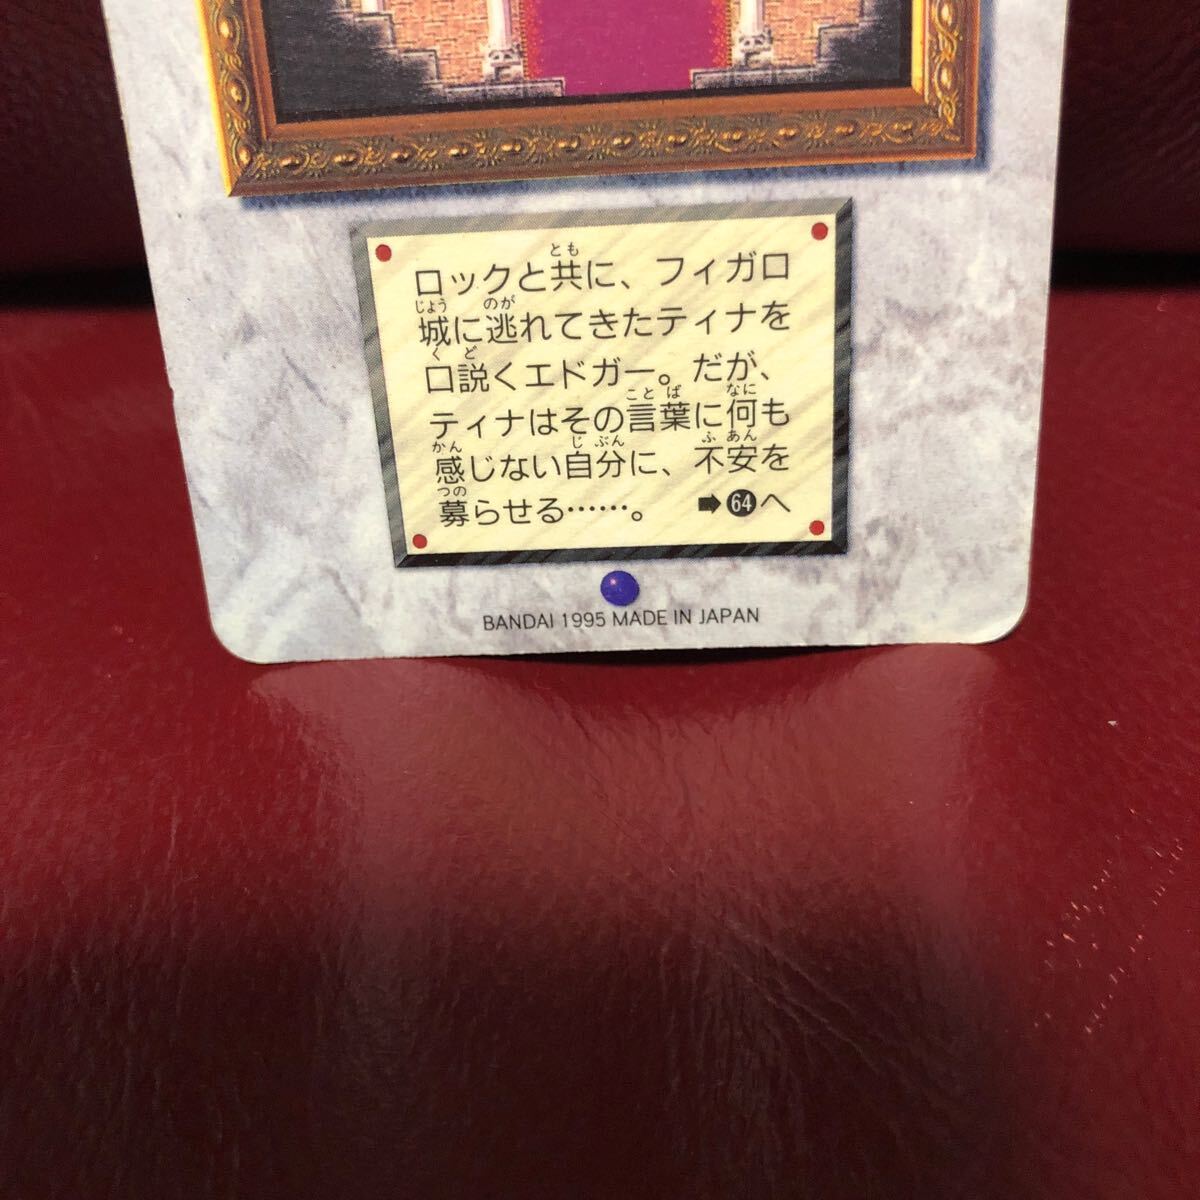 ロックと共に、フィガロ
城に逃れてきたティナを
口説くエドガー。だが、
ティナはその言葉に何も
感じない自分に、不安を
募らせる……。 ➡64へ
BANDAI 1995 MADE IN JAPAN